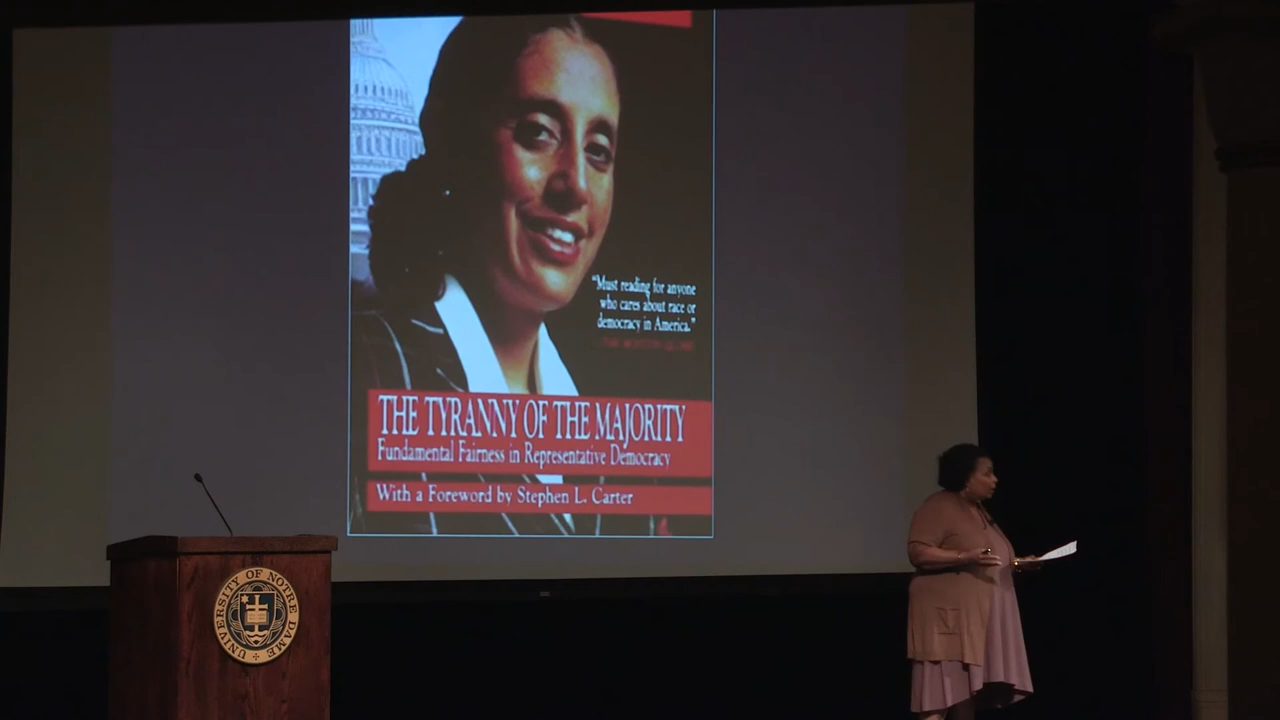 "Must reading for anyone
who cares about race or
democracy in America."
THE TYRANNY OF THE MAJORITY
Fundamental Fairness in Representative Democracy
With a Foreword by Stephen L. Carter
UNIVERSITY OF NOTRE DAME